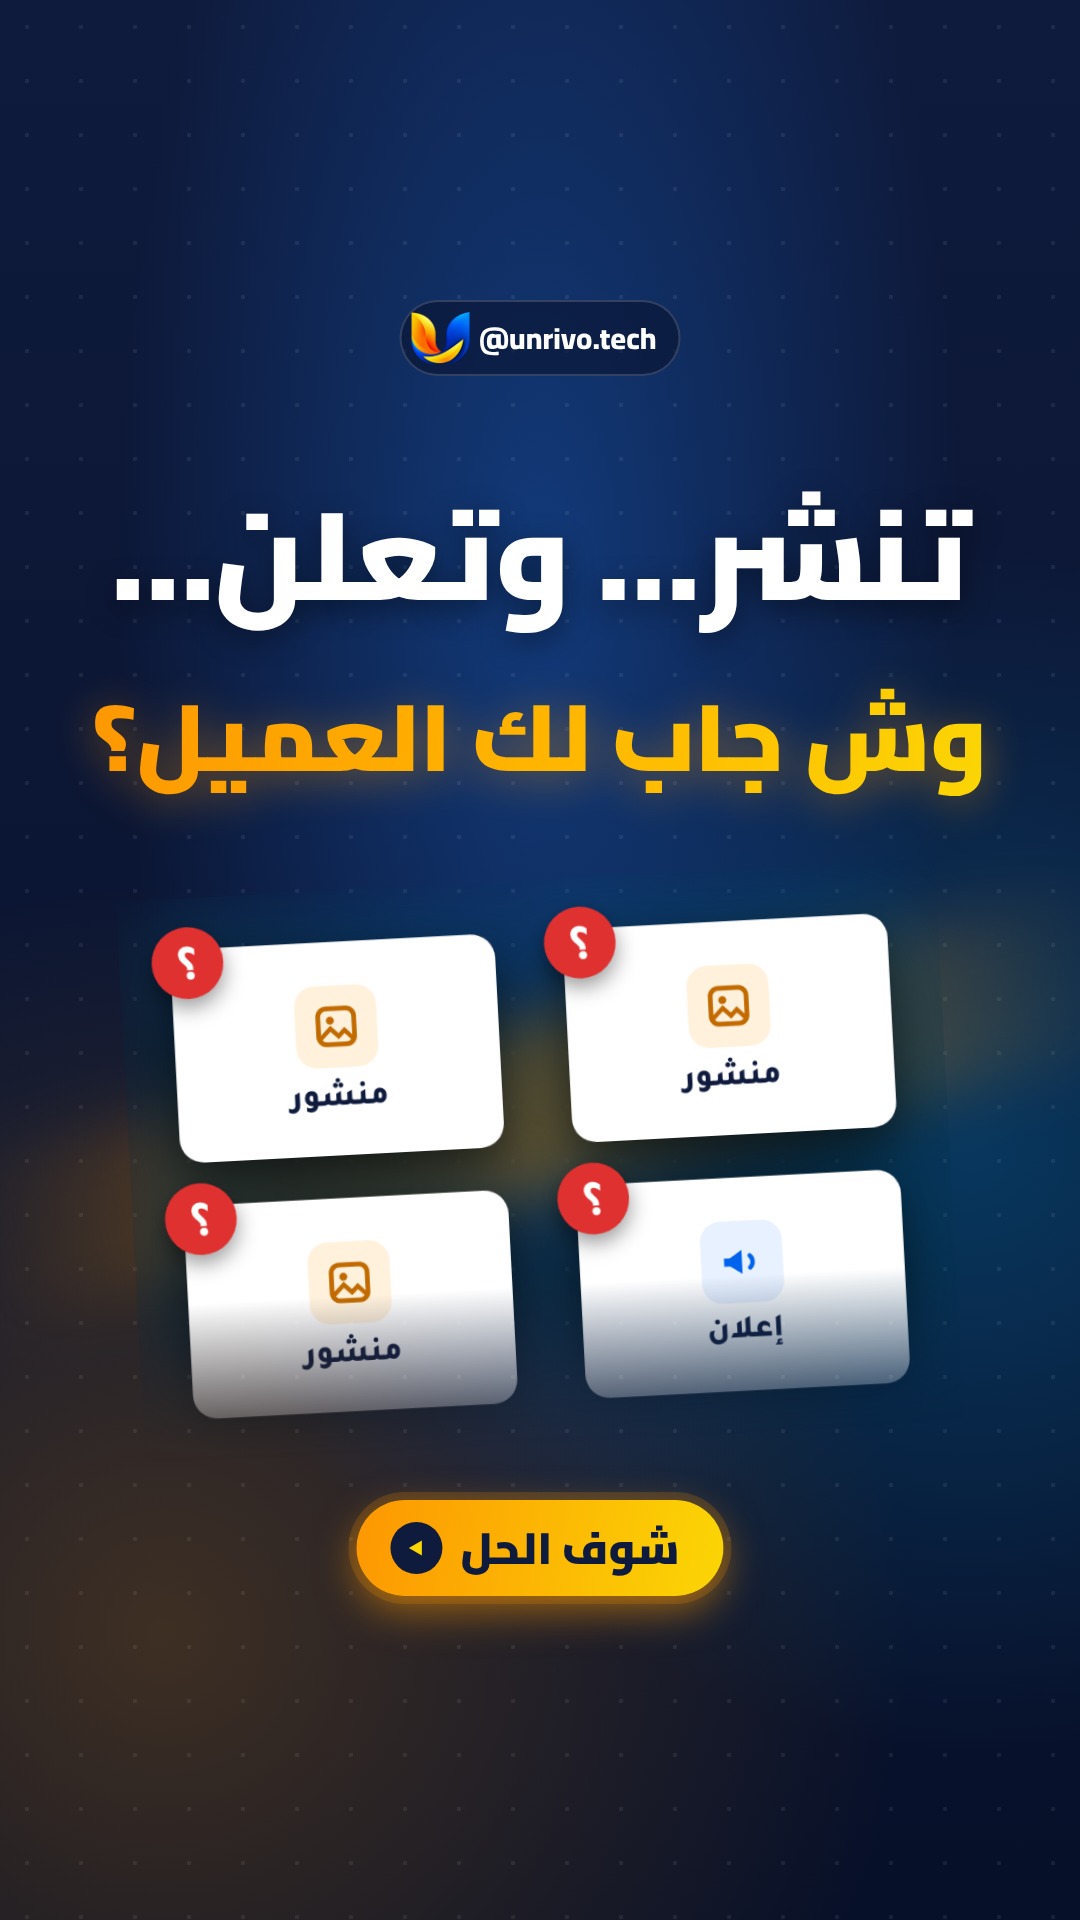 @unrivo.tech
تنشر... وتعلن...
وش جاب لك العميل؟
؟
منشور
؟
منشور
؟
إعلان
؟
منشور
شوف الحل